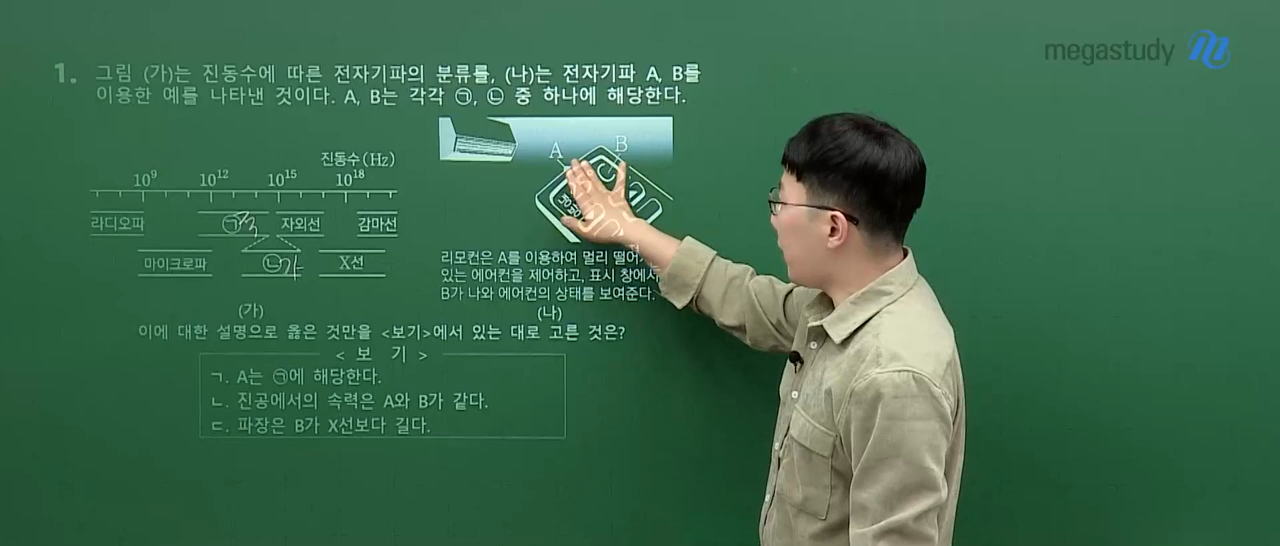 megastudy
1. 그림 (가)는 진동수에 따른 전자기파의 분류를, (나)는 전자기파 A, B를
이용한 예를 나타낸 것이다. A, B는 각각 ㉠, ㉡ 중 하나에 해당한다.
진동수(Hz)
10⁹ 10¹² 10¹⁵ 10¹⁸
라디오파 ㉠ 자외선 감마선
마이크로파 ㉡가 X선
(가)
A B
리모컨은 A를 이용하여 멀리
있는 에어컨을 제어하고, 표시 창에서
B가 나와 에어컨의 상태를 보여준다.
(나)
이에 대한 설명으로 옳은 것만을 <보기>에서 있는 대로 고른 것은?
< 보 기 >
ㄱ. A는 ㉠에 해당한다.
ㄴ. 진공에서의 속력은 A와 B가 같다.
ㄷ. 파장은 B가 X선보다 길다.